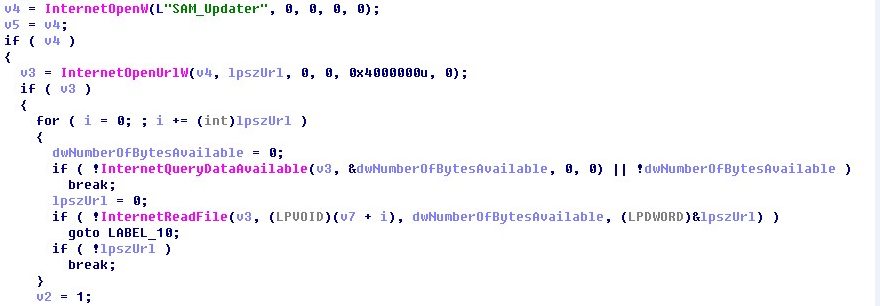 v4 = InternetOpenW(L"SAM_Updater", 0, 0, 0, 0);
v5 = v4;
if ( v4 )
{
v3 = InternetOpenUrlW(v4, lpszUrl, 0, 0, 0x4000000u, 0);
if ( v3 )
{
for ( i = 0; ; i += (int)lpszUrl )
{
dwNumberOfBytesAvailable = 0;
if ( !InternetQueryDataAvailable(v3, &dwNumberOfBytesAvailable, 0, 0) || !dwNumberOfBytesAvailable )
break;
lpszUrl = 0;
if ( !InternetReadFile(v3, (LPVOID)(v7 + i), dwNumberOfBytesAvailable, (LPDWORD)&lpszUrl) )
goto LABEL_10;
if ( !lpszUrl )
break;
}
v2 = 1;